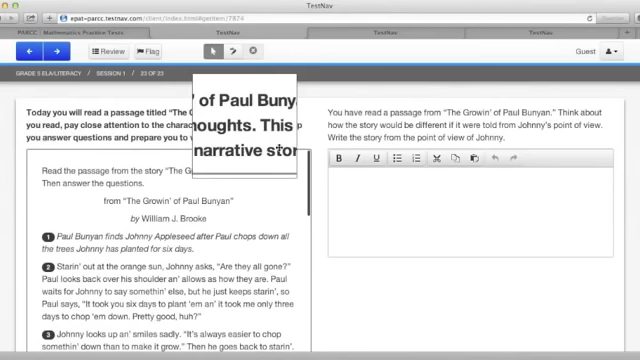 TestNav
epat-parcc.testnav.com/client/index.html#getitem/7874
Reader
PARCC | Mathematics Practice Tests
TestNav
TestNav
TestNav
Review
Flag
Guest
GRADE 5 ELA/LITERACY / SESSION 1 / 23 OF 23
Today you will read a passage titled “The G
you read, pay close attention to the charac
you answer questions and prepare you to w
' of Paul Bunya
noughts. This
narrative stor
Read the passage from the story “The G
Then answer the questions.
from “The Growin’ of Paul Bunyan”
by William J. Brooke
1 Paul Bunyan finds Johnny Appleseed after Paul chops down all
the trees Johnny has planted for six days.
2 Starin’ out at the orange sun, Johnny asks, “Are they all gone?”
Paul looks back over his shoulder an’ allows as how they are. Paul
waits for Johnny to say somethin’ else, but he just keeps starin’, so
Paul says, “It took you six days to plant ’em an’ it took me only three
days to chop ’em down. Pretty good, huh?”
3 Johnny looks up an’ smiles sadly. “It’s always easier to chop
somethin’ down than to make it grow.” Then he goes back to starin’.
You have read a passage from “The Growin’ of Paul Bunyan.” Think about
how the story would be different if it were told from Johnny’s point of view.
Write the story from the point of view of Johnny.
B I U